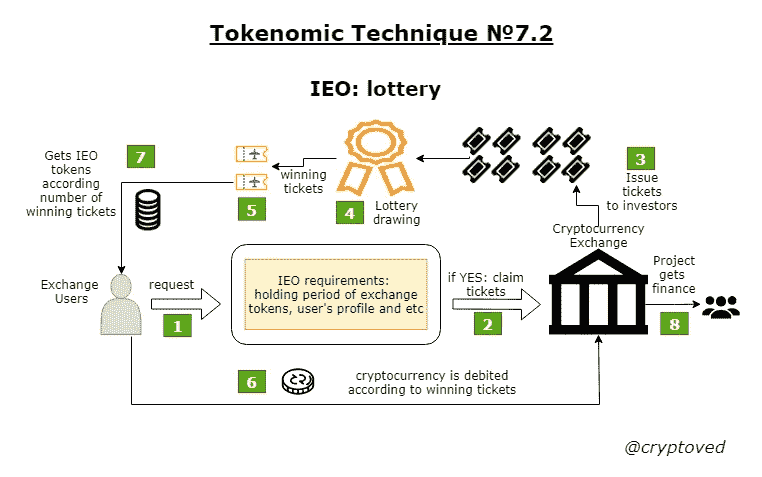 Tokenomic Technique №7.2
IEO: lottery
7
Gets IEO
tokens
according
number of
winning tickets
winning
tickets
5
4
Lottery
drawing
3
Issue
tickets
to investors
Cryptocurrency
Exchange
Exchange
Users
request
1
IEO requirements:
holding period of exchange
tokens, user's profile and etc
if YES: claim
tickets
2
Project
gets
finance
8
6
cryptocurrency is debited
according to winning tickets
@cryptoved